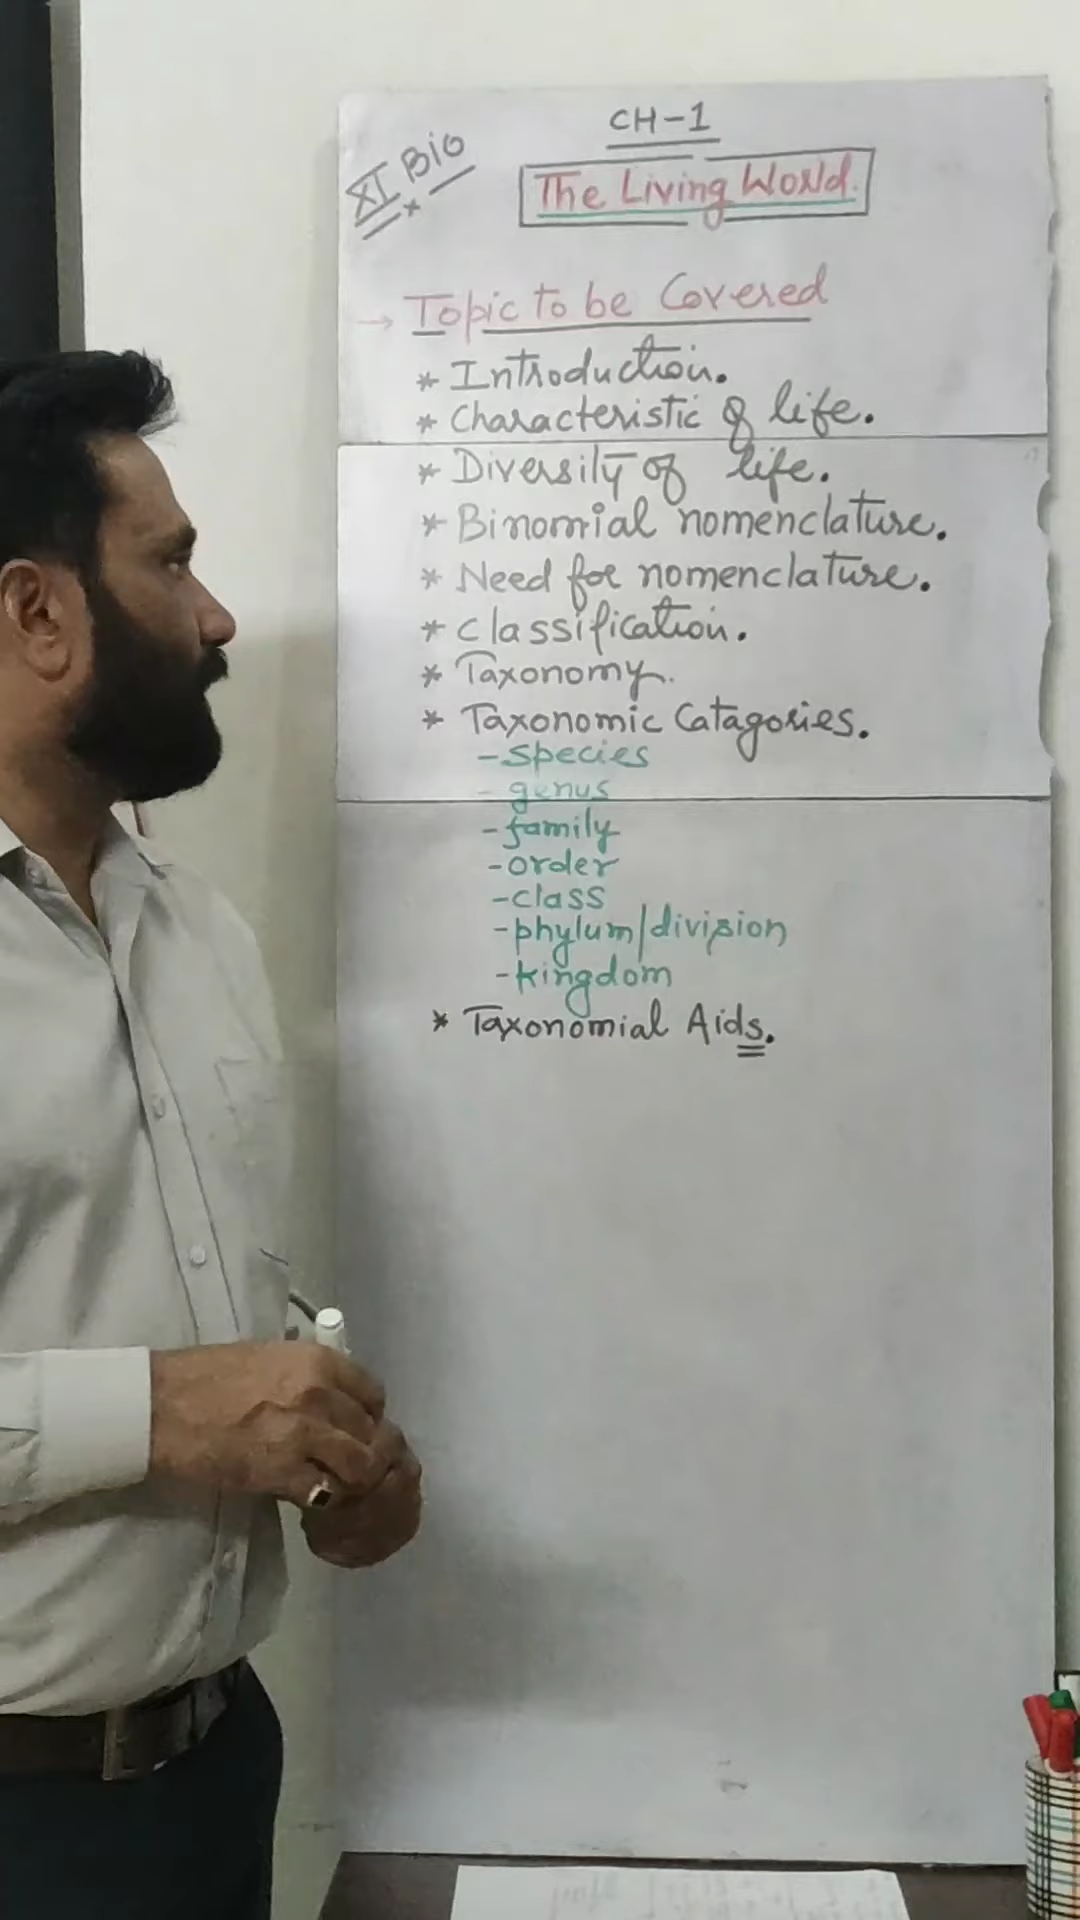 CH-1
XI Bio
The Living World.
→ Topic to be Covered
* Introduction.
* Characteristic of life.
* Diversity of life.
* Binomial nomenclature.
* Need for nomenclature.
* Classification.
* Taxonomy.
* Taxonomic Catagories.
- species
- genus
- family
- order
- class
- phylum/division
- kingdom
* Taxonomial Aids.